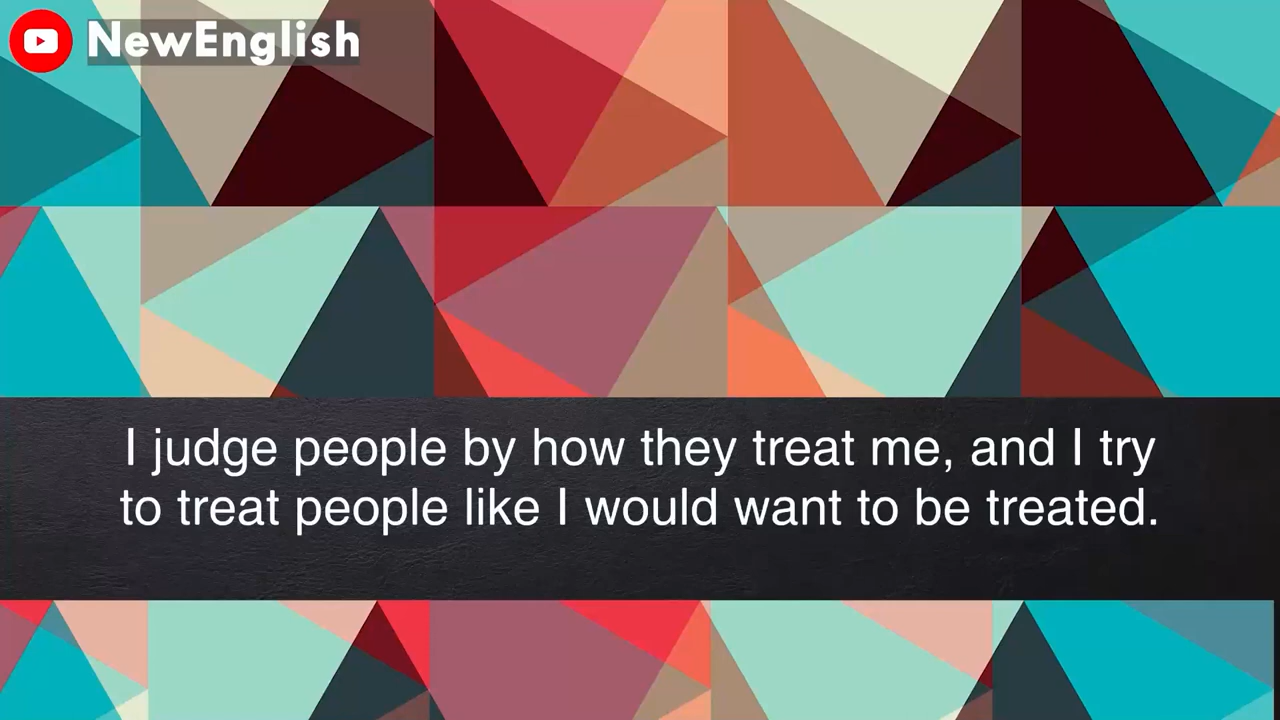 NewEnglish
I judge people by how they treat me, and I try
to treat people like I would want to be treated.